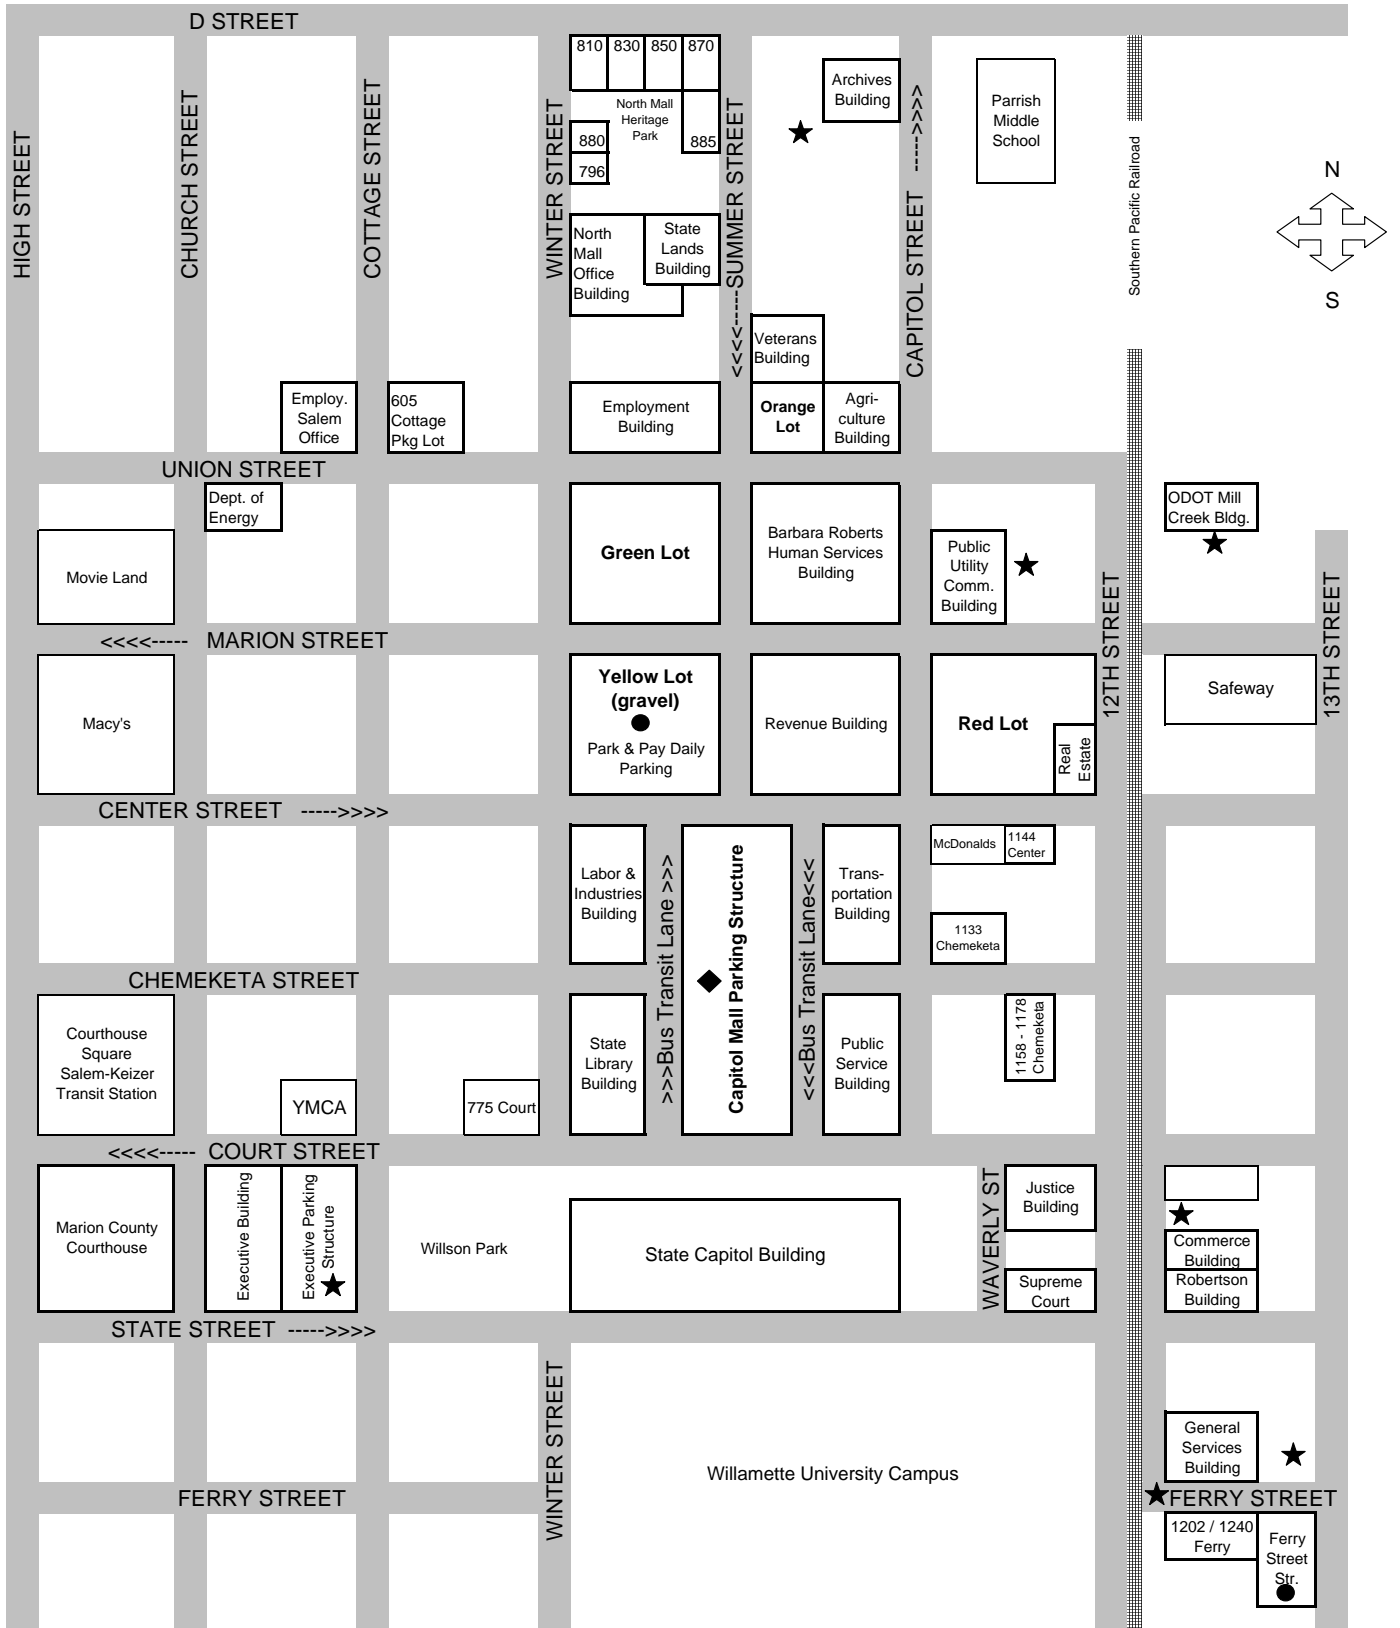 D STREET
HIGH STREET
CHURCH STREET
COTTAGE STREET
WINTER STREET
810
830
850
870
North Mall
Heritage
Park
880
885
796
<<<<-----SUMMER STREET
Archives
Building
CAPITOL STREET ----->>>>
Parrish
Middle
School
Southern Pacific Railroad
N
S
North
Mall
Office
Building
State
Lands
Building
Veterans
Building
Employ.
Salem
Office
605
Cottage
Pkg Lot
Employment
Building
Orange
Lot
Agri-
culture
Building
UNION STREET
Dept. of
Energy
Movie Land
Green Lot
Barbara Roberts
Human Services
Building
Public
Utility
Comm.
Building
ODOT Mill
Creek Bldg.
12TH STREET
13TH STREET
<<<<----- MARION STREET
Macy's
Yellow Lot
(gravel)
Park & Pay Daily
Parking
Revenue Building
Red Lot
Real
Estate
Safeway
CENTER STREET ----->>>>
Labor &
Industries
Building
>>>Bus Transit Lane >>>
Capitol Mall Parking Structure
<<<Bus Transit Lane<<<
Trans-
portation
Building
McDonalds
1144
Center
1133
Chemeketa
CHEMEKETA STREET
Courthouse
Square
Salem-Keizer
Transit Station
YMCA
775 Court
State
Library
Building
Public
Service
Building
1158 - 1178
Chemeketa
<<<<----- COURT STREET
Marion County
Courthouse
Executive Building
Executive Parking
Structure
Willson Park
State Capitol Building
WAVERLY ST
Justice
Building
Supreme
Court
Commerce
Building
Robertson
Building
STATE STREET ----->>>>
WINTER STREET
Willamette University Campus
General
Services
Building
FERRY STREET
FERRY STREET
1202 / 1240
Ferry
Ferry
Street
Str.